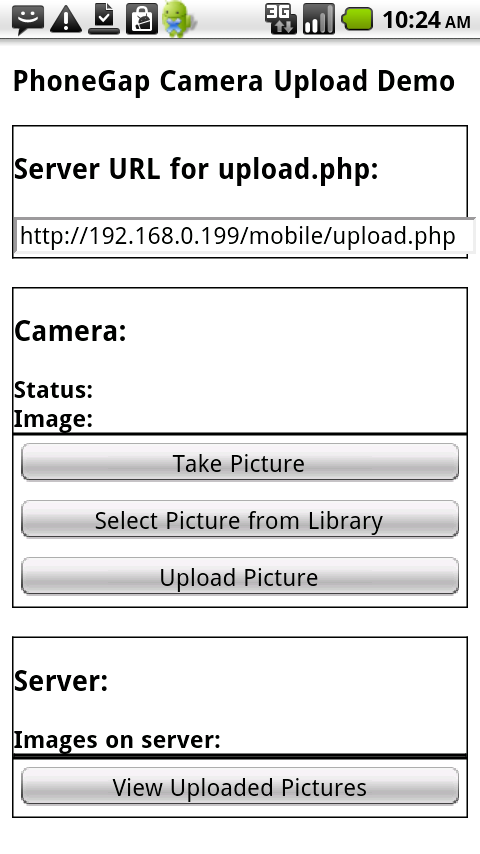 3G 10:24 AM
PhoneGap Camera Upload Demo
Server URL for upload.php:
http://192.168.0.199/mobile/upload.php
Camera:
Status:
Image:
Take Picture
Select Picture from Library
Upload Picture
Server:
Images on server:
View Uploaded Pictures